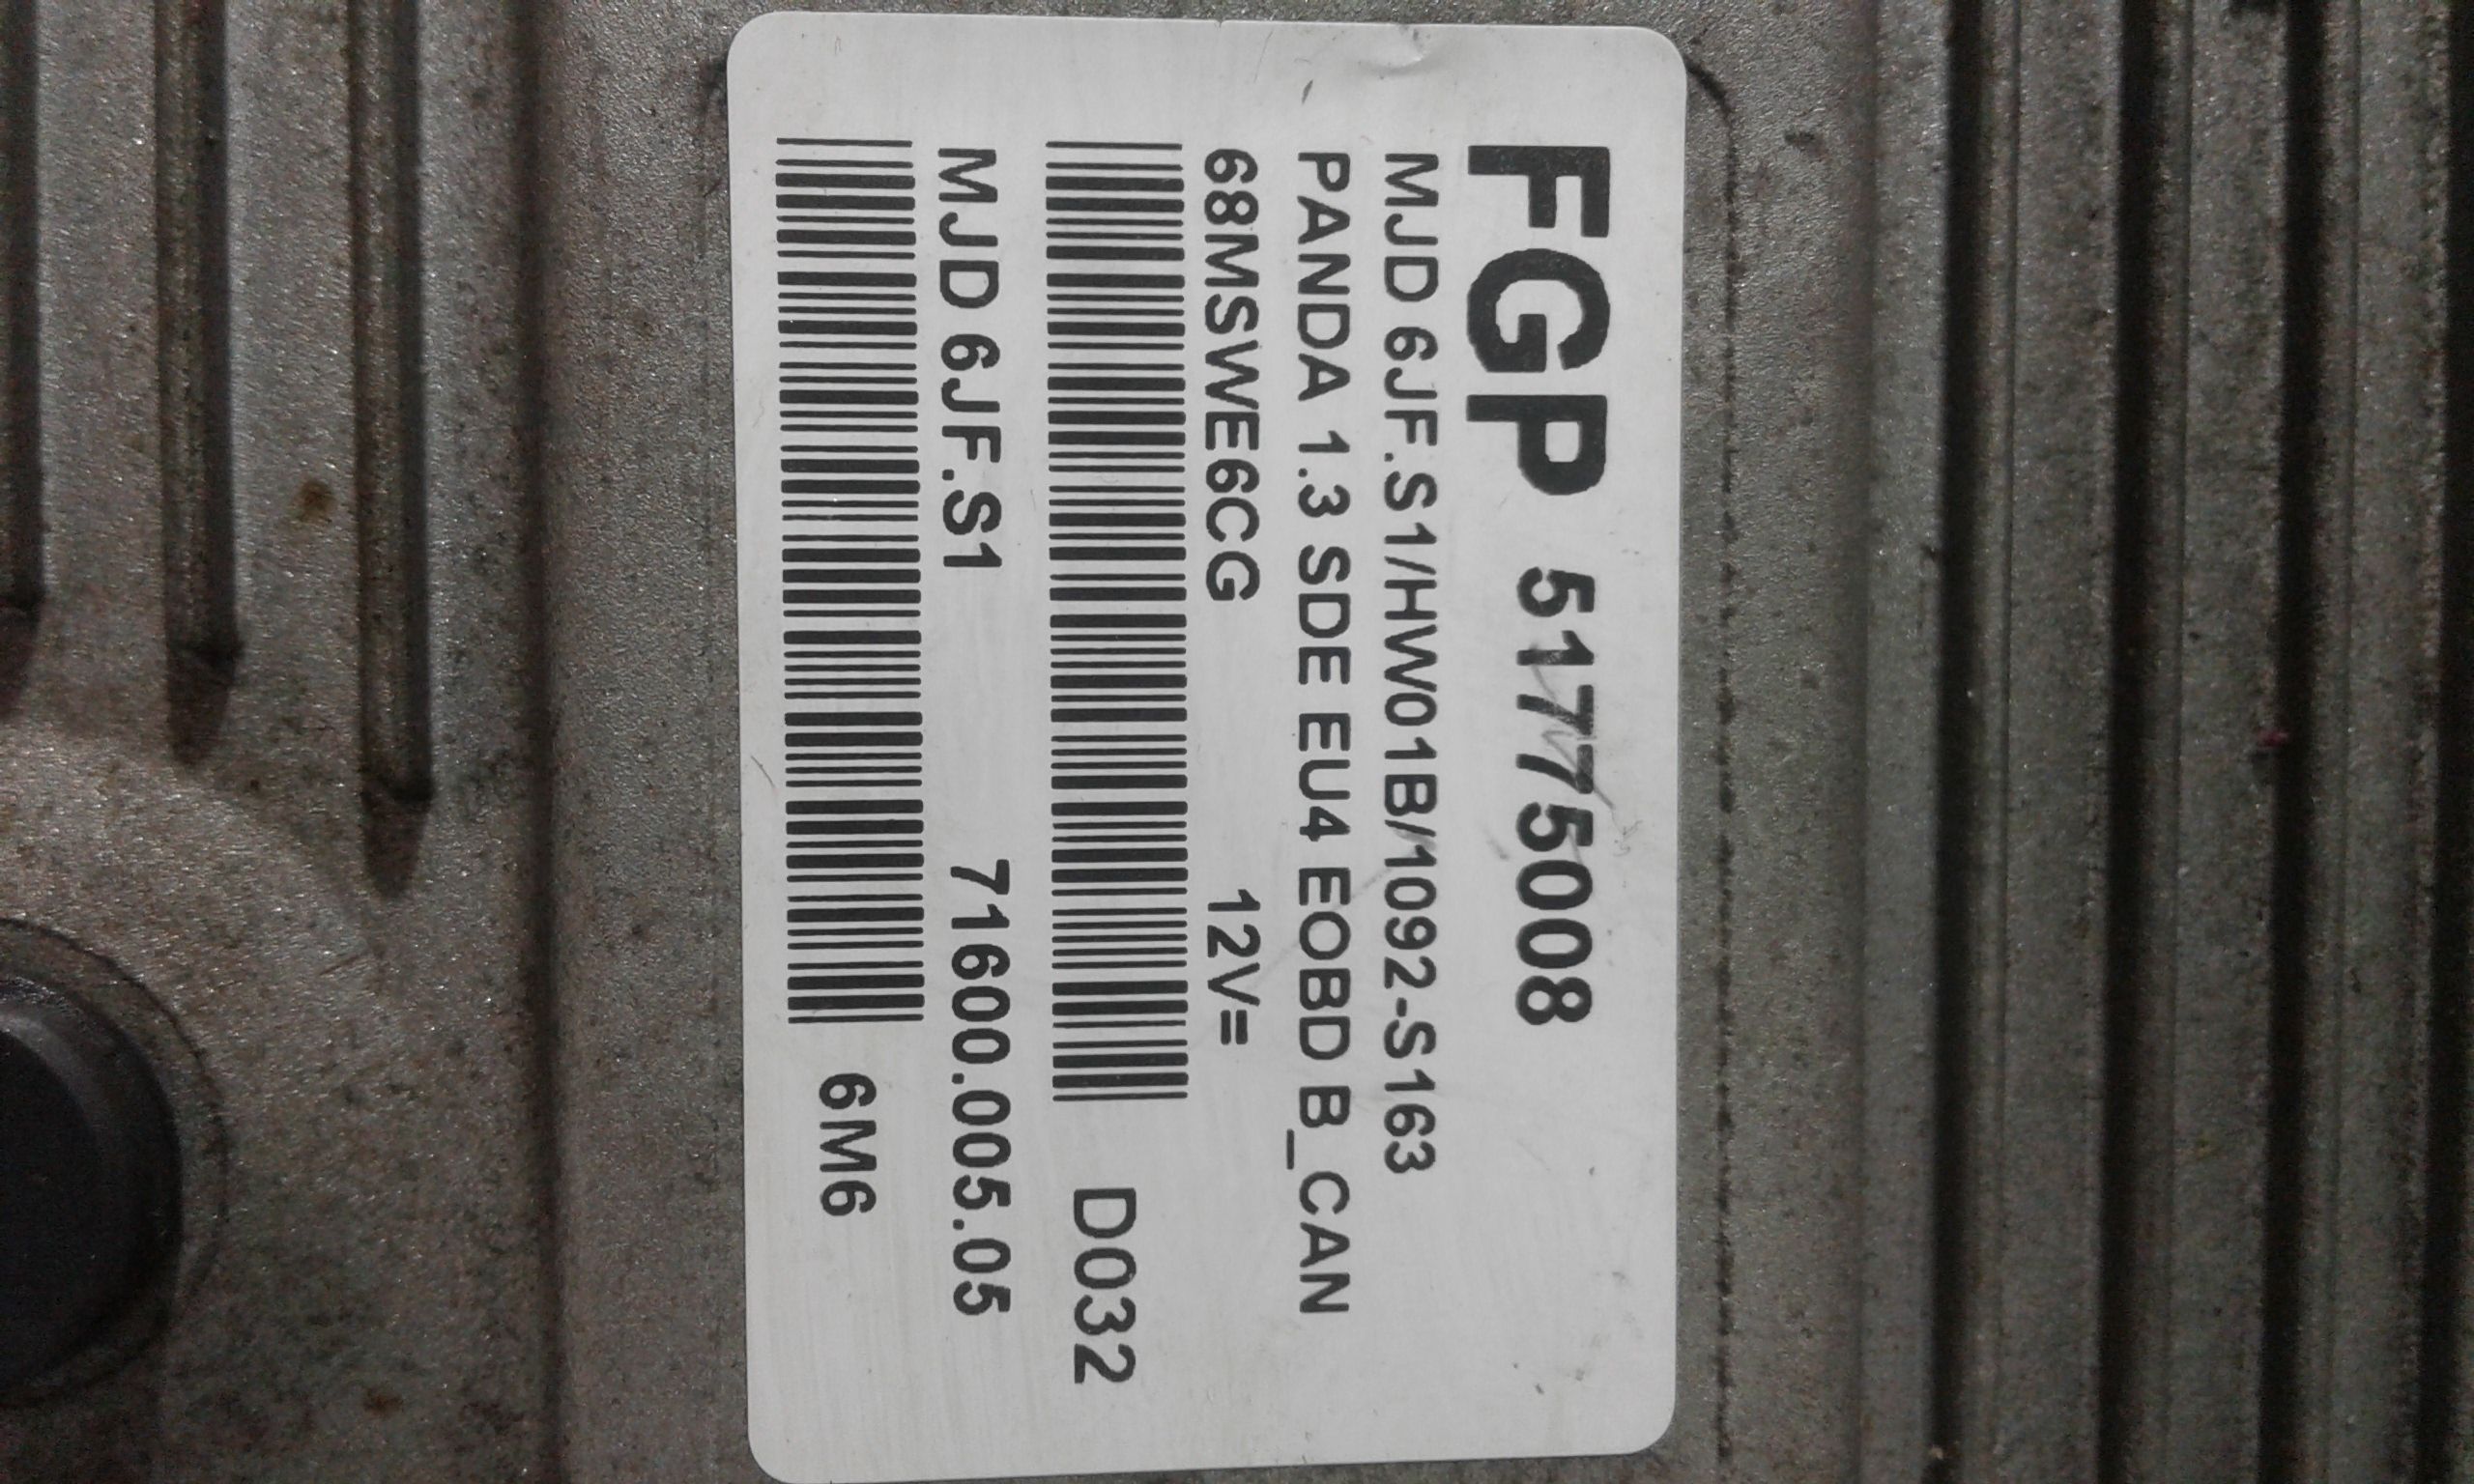 FGP 51775008
MJD 6JF.S1/HW01B/1092-S163
PANDA 1.3 SDE EU4 EOBD B_CAN
68MSWE6CG 12V=
D032
MJD 6JF.S1 71600.005.05
6M6